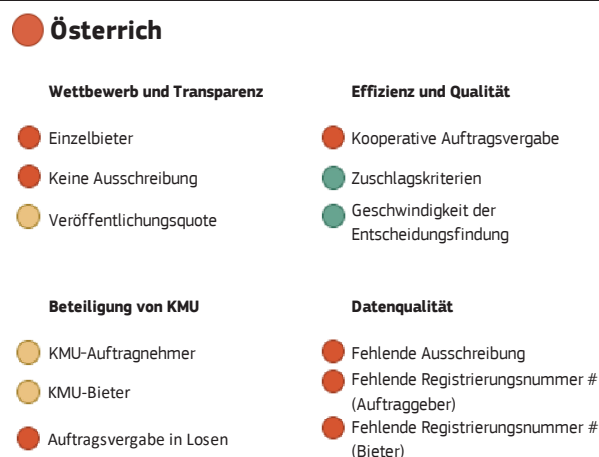 Österreich
Wettbewerb und Transparenz
Einzelbieter
Keine Ausschreibung
Veröffentlichungsquote
Effizienz und Qualität
Kooperative Auftragsvergabe
Zuschlagskriterien
Geschwindigkeit der
Entscheidungsfindung
Beteiligung von KMU
KMU-Auftragnehmer
KMU-Bieter
Auftragsvergabe in Losen
Datenqualität
Fehlende Ausschreibung
Fehlende Registrierungsnummer #
(Auftraggeber)
Fehlende Registrierungsnummer #
(Bieter)